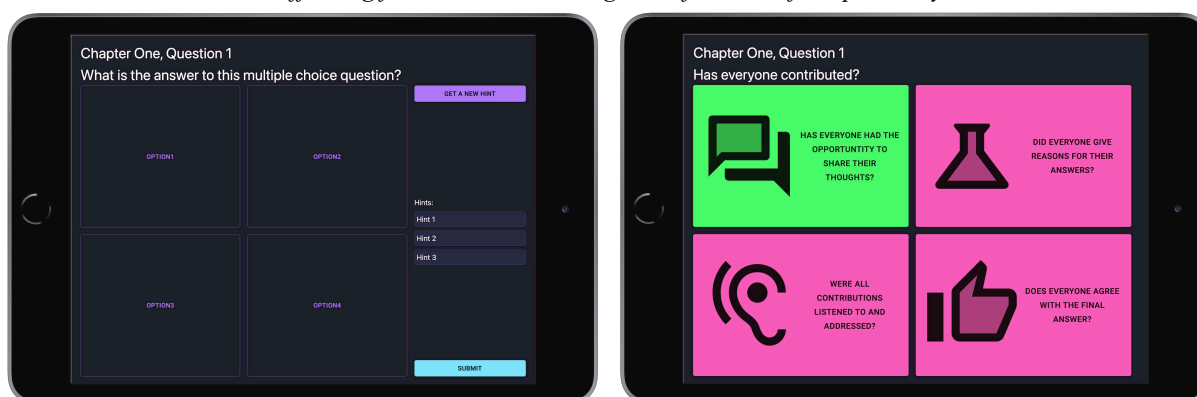 Chapter One, Question 1
What is the answer to this multiple choice question?
GET A NEW HINT
OPTION1
OPTION2
Hints:
Hint 1
Hint 2
Hint 3
OPTION3
OPTION4
SUBMIT
Chapter One, Question 1
Has everyone contributed?
HAS EVERYONE HAD THE
OPPORTUNTITY TO
SHARE THEIR
THOUGHTS?
DID EVERYONE GIVE
REASONS FOR THEIR
ANSWERS?
WERE ALL
CONTRIBUTIONS
LISTENED TO AND
ADDRESSED?
DOES EVERYONE AGREE
WITH THE FINAL
ANSWER?